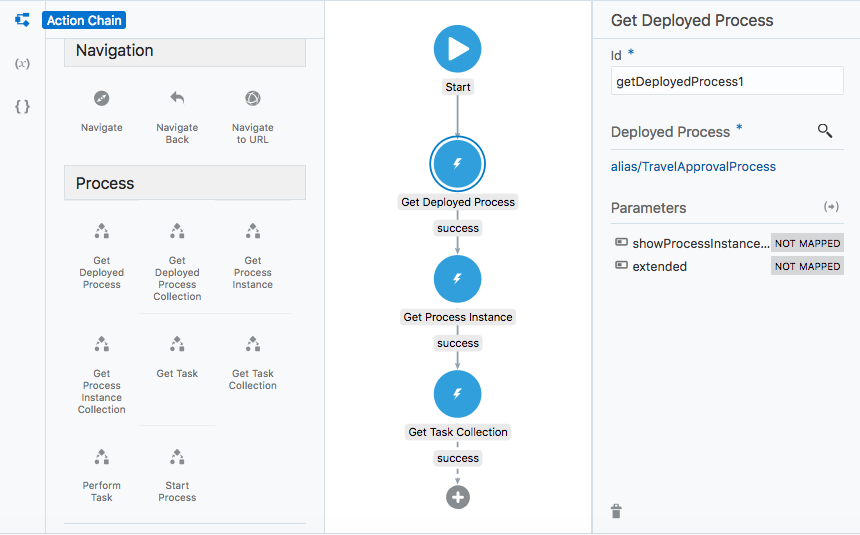 Action Chain
(x)
{ }
Navigation
Navigate
Navigate
Back
Navigate
to URL
Process
Get
Deployed
Process
Get
Deployed
Process
Collection
Get
Process
Instance
Get
Process
Instance
Collection
Get Task
Get Task
Collection
Perform
Task
Start
Process
Start
Get Deployed Process
success
Get Process Instance
success
Get Task Collection
success
Get Deployed Process
Id *
getDeployedProcess1
Deployed Process *
alias/TravelApprovalProcess
Parameters
showProcessInstance... NOT MAPPED
extended NOT MAPPED